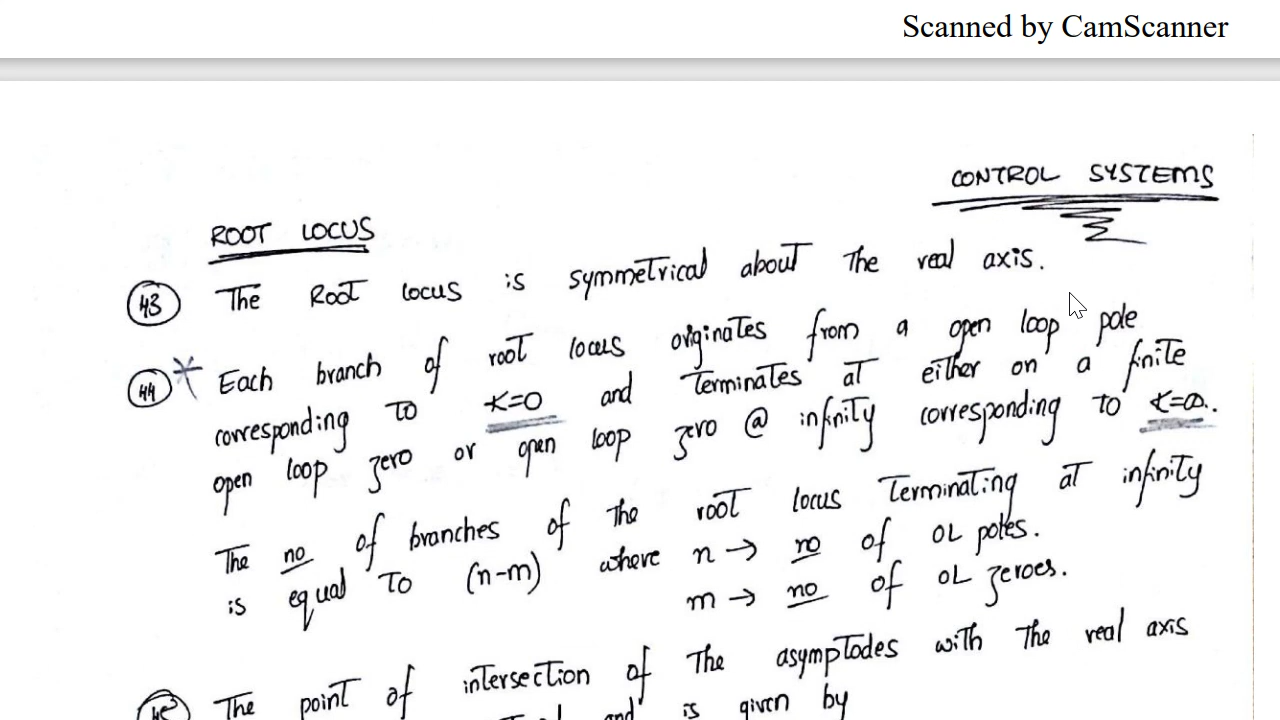 Scanned by CamScanner
CONTROL SYSTEMS
ROOT LOCUS
43 The Root locus is symmetrical about the real axis.
44 * Each branch of root locus originates from a open loop pole
corresponding to K=0 and terminates at either on a finite
open loop zero or open loop zero @ infinity corresponding to K=∞.
The no of branches of the root locus terminating at infinity
is equal to (n-m) where n → no of OL poles.
m → no of OL zeroes.
The point of intersection of the asymptodes with the real axis
and is given by